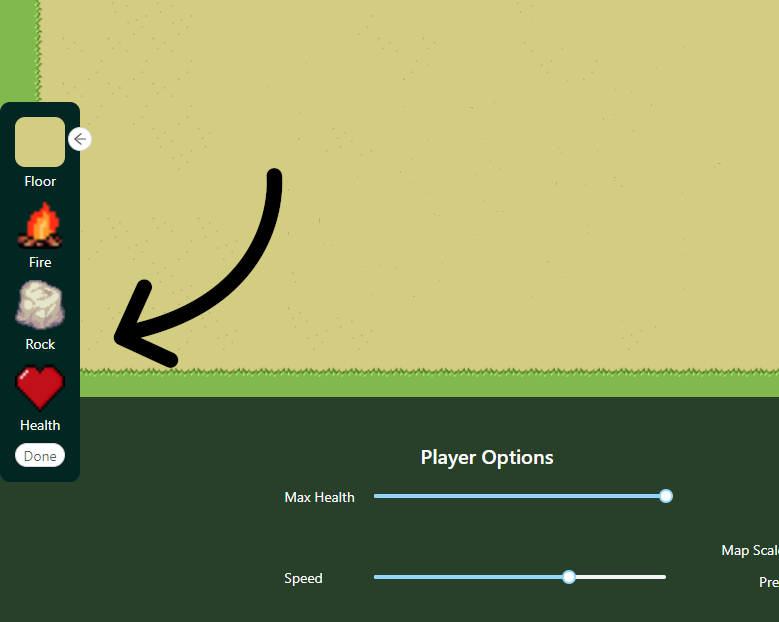 Floor
Fire
Rock
Health
Done
Player Options
Max Health
Speed
Map Scal
Pre